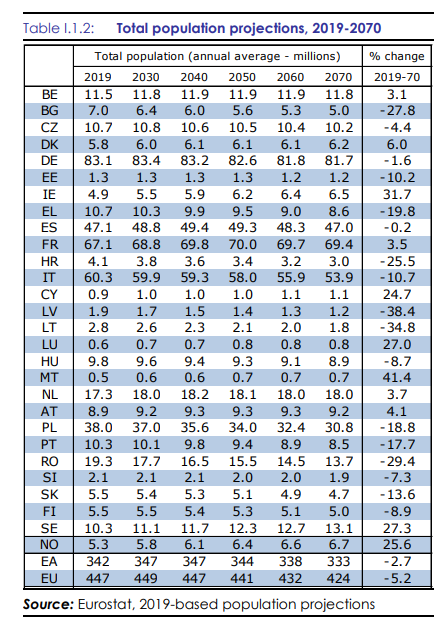 Table I.1.2: Total population projections, 2019-2070
Total population (annual average - millions) % change
2019 2030 2040 2050 2060 2070 2019-70
BE 11.5 11.8 11.9 11.9 11.9 11.8 3.1
BG 7.0 6.4 6.0 5.6 5.3 5.0 -27.8
CZ 10.7 10.8 10.6 10.5 10.4 10.2 -4.4
DK 5.8 6.0 6.1 6.1 6.1 6.2 6.0
DE 83.1 83.4 83.2 82.6 81.8 81.7 -1.6
EE 1.3 1.3 1.3 1.3 1.2 1.2 -10.2
IE 4.9 5.5 5.9 6.2 6.4 6.5 31.7
EL 10.7 10.3 9.9 9.5 9.0 8.6 -19.8
ES 47.1 48.8 49.4 49.3 48.3 47.0 -0.2
FR 67.1 68.8 69.8 70.0 69.7 69.4 3.5
HR 4.1 3.8 3.6 3.4 3.2 3.0 -25.5
IT 60.3 59.9 59.3 58.0 55.9 53.9 -10.7
CY 0.9 1.0 1.0 1.0 1.1 1.1 24.7
LV 1.9 1.7 1.5 1.4 1.3 1.2 -38.4
LT 2.8 2.6 2.3 2.1 2.0 1.8 -34.8
LU 0.6 0.7 0.7 0.8 0.8 0.8 27.0
HU 9.8 9.6 9.4 9.3 9.1 8.9 -8.7
MT 0.5 0.6 0.6 0.7 0.7 0.7 41.4
NL 17.3 18.0 18.2 18.1 18.0 18.0 3.7
AT 8.9 9.2 9.3 9.3 9.3 9.2 4.1
PL 38.0 37.0 35.6 34.0 32.4 30.8 -18.8
PT 10.3 10.1 9.8 9.4 8.9 8.5 -17.7
RO 19.3 17.7 16.5 15.5 14.5 13.7 -29.4
SI 2.1 2.1 2.1 2.0 2.0 1.9 -7.3
SK 5.5 5.4 5.3 5.1 4.9 4.7 -13.6
FI 5.5 5.5 5.4 5.3 5.1 5.0 -8.9
SE 10.3 11.1 11.7 12.3 12.7 13.1 27.3
NO 5.3 5.8 6.1 6.4 6.6 6.7 25.6
EA 342 347 347 344 338 333 -2.7
EU 447 449 447 441 432 424 -5.2
Source: Eurostat, 2019-based population projections